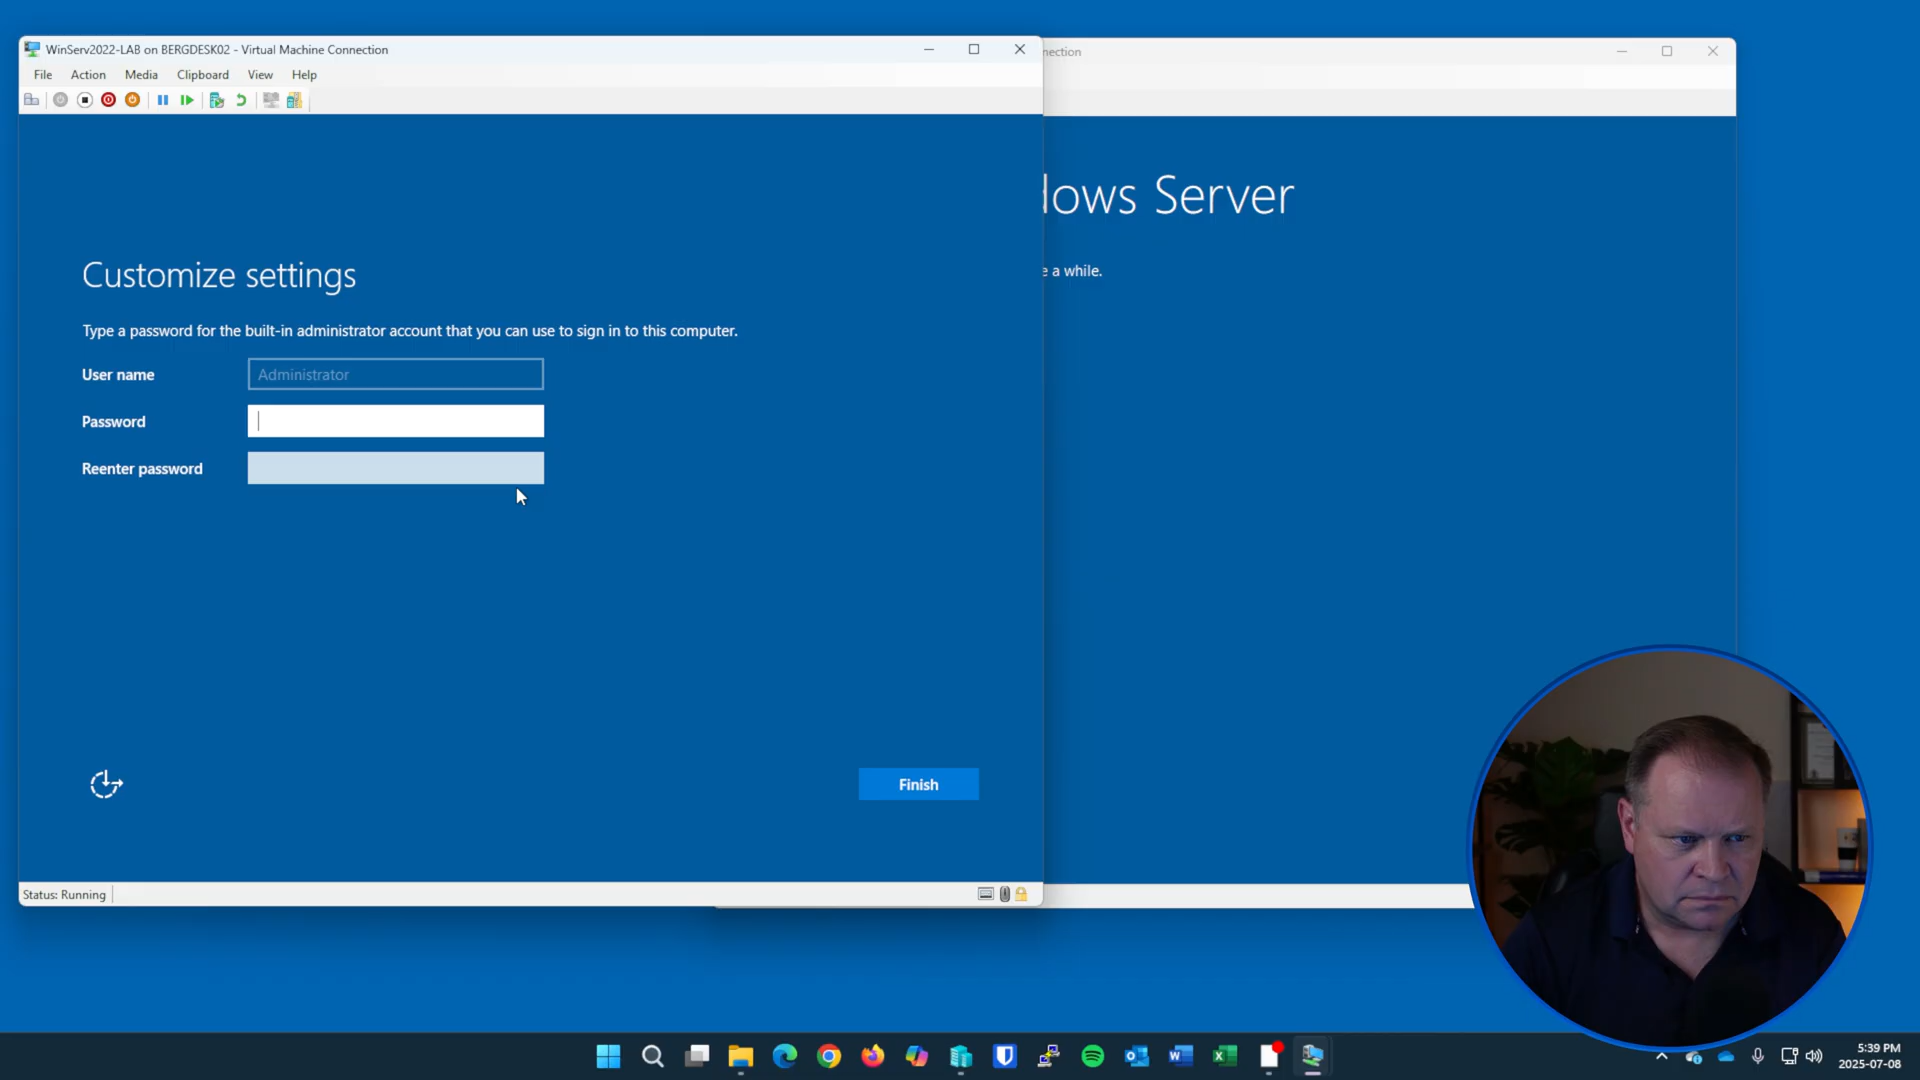 WinServ2022-LAB on BERGDESK02 - Virtual Machine Connection
nection
File Action Media Clipboard View Help
dows Server
e a while.
Customize settings
Type a password for the built-in administrator account that you can use to sign in to this computer.
User name Administrator
Password
Reenter password
Finish
Status: Running
5:39 PM
2025-07-08